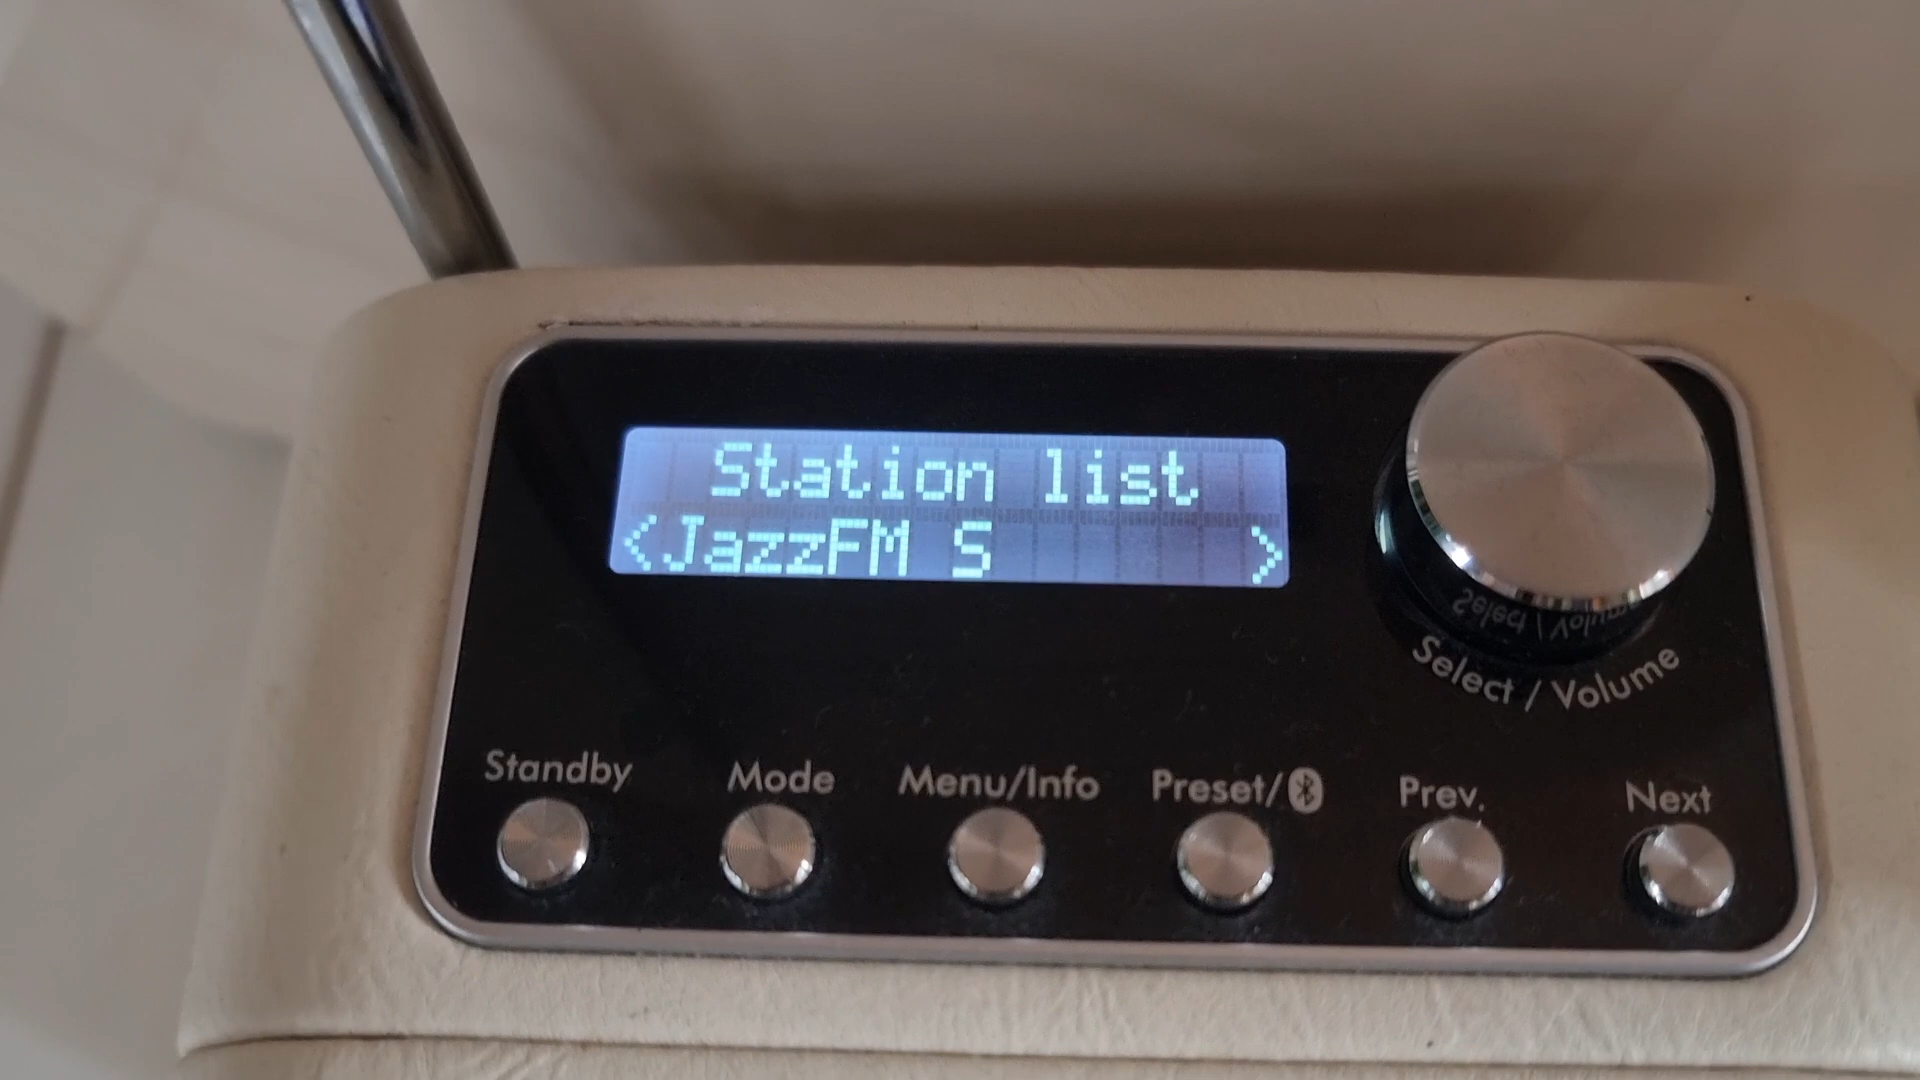 Station list
<JazzFM S >
Select / Volume
Standby
Mode
Menu/Info
Preset/
Prev.
Next